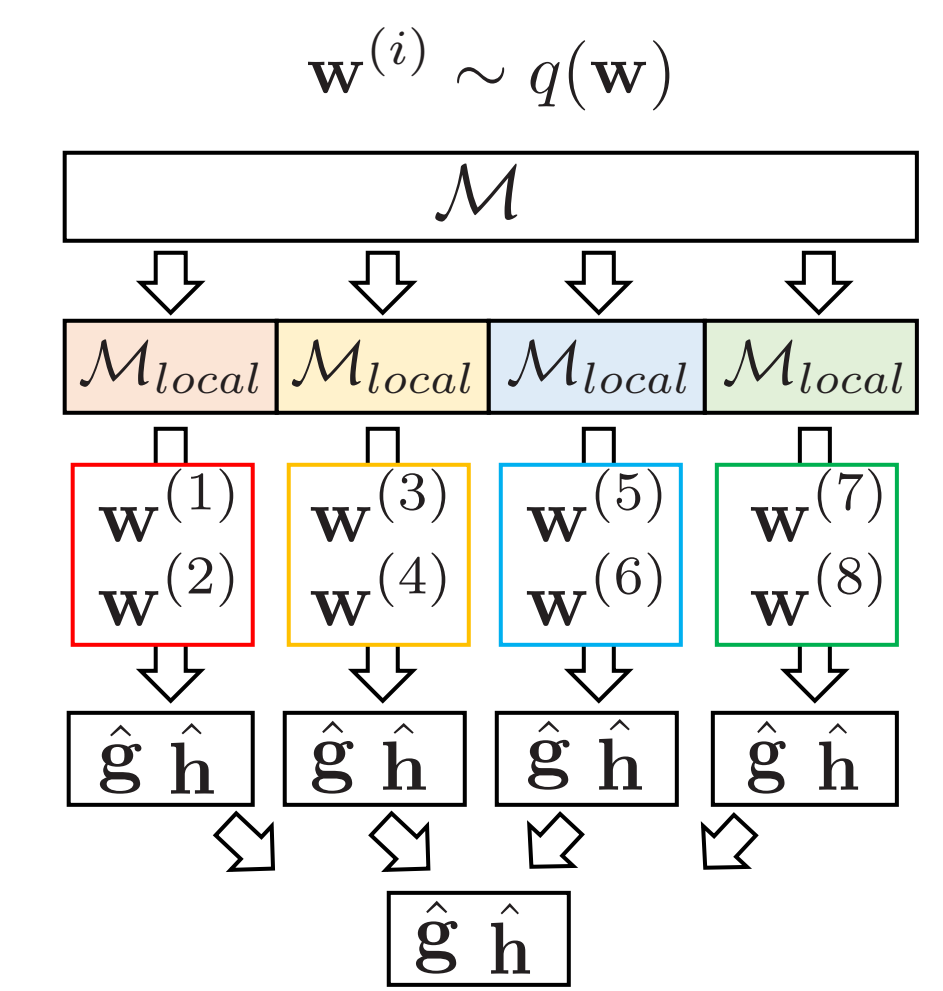 𝐰⁽ⁱ⁾ ∼ q(𝐰)
ℳ
ℳ_local ℳ_local ℳ_local ℳ_local
𝐰⁽¹⁾ 𝐰⁽³⁾ 𝐰⁽⁵⁾ 𝐰⁽⁷⁾
𝐰⁽²⁾ 𝐰⁽⁴⁾ 𝐰⁽⁶⁾ 𝐰⁽⁸⁾
𝐠̂ 𝐡̂ 𝐠̂ 𝐡̂ 𝐠̂ 𝐡̂ 𝐠̂ 𝐡̂
𝐠̂ 𝐡̂